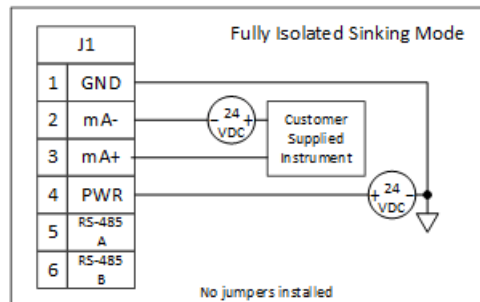 Fully Isolated Sinking Mode
J1
1 GND
2 mA-
3 mA+
4 PWR
5 RS-485
A
6 RS-485
B
- 24 +
VDC
Customer
Supplied
Instrument
+ 24 -
VDC
No jumpers installed